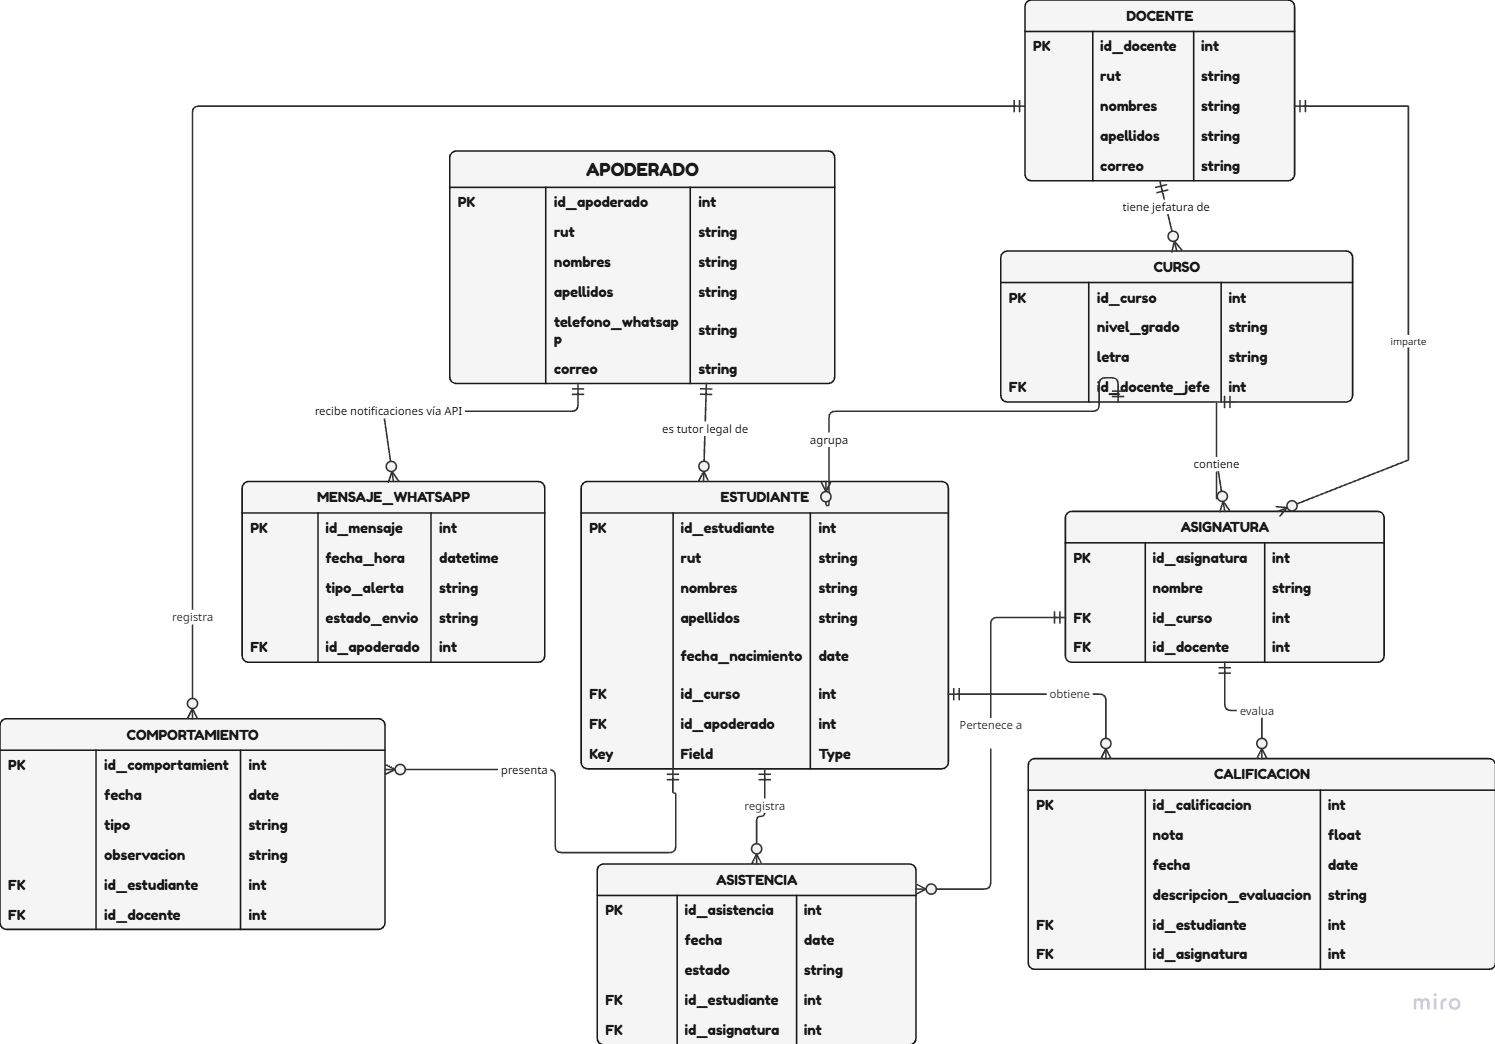 DOCENTE
PK id_docente int
rut string
nombres string
apellidos string
correo string
tiene jefatura de
APODERADO
PK id_apoderado int
rut string
nombres string
apellidos string
telefono_whatsap
p string
correo string
CURSO
PK id_curso int
nivel_grado string
letra string
FK id_docente_jefe int
imparte
recibe notificaciones vía API
es tutor legal de
agrupa
contiene
MENSAJE_WHATSAPP
PK id_mensaje int
fecha_hora datetime
tipo_alerta string
estado_envio string
FK id_apoderado int
ESTUDIANTE
PK id_estudiante int
rut string
nombres string
apellidos string
fecha_nacimiento date
FK id_curso int
FK id_apoderado int
Key Field Type
ASIGNATURA
PK id_asignatura int
nombre string
FK id_curso int
FK id_docente int
registra
obtiene
Pertenece a
evalua
COMPORTAMIENTO
PK id_comportamient int
fecha date
tipo string
observacion string
FK id_estudiante int
FK id_docente int
presenta
registra
CALIFICACION
PK id_calificacion int
nota float
fecha date
descripcion_evaluacion string
FK id_estudiante int
FK id_asignatura int
ASISTENCIA
PK id_asistencia int
fecha date
estado string
FK id_estudiante int
FK id_asignatura int
miro